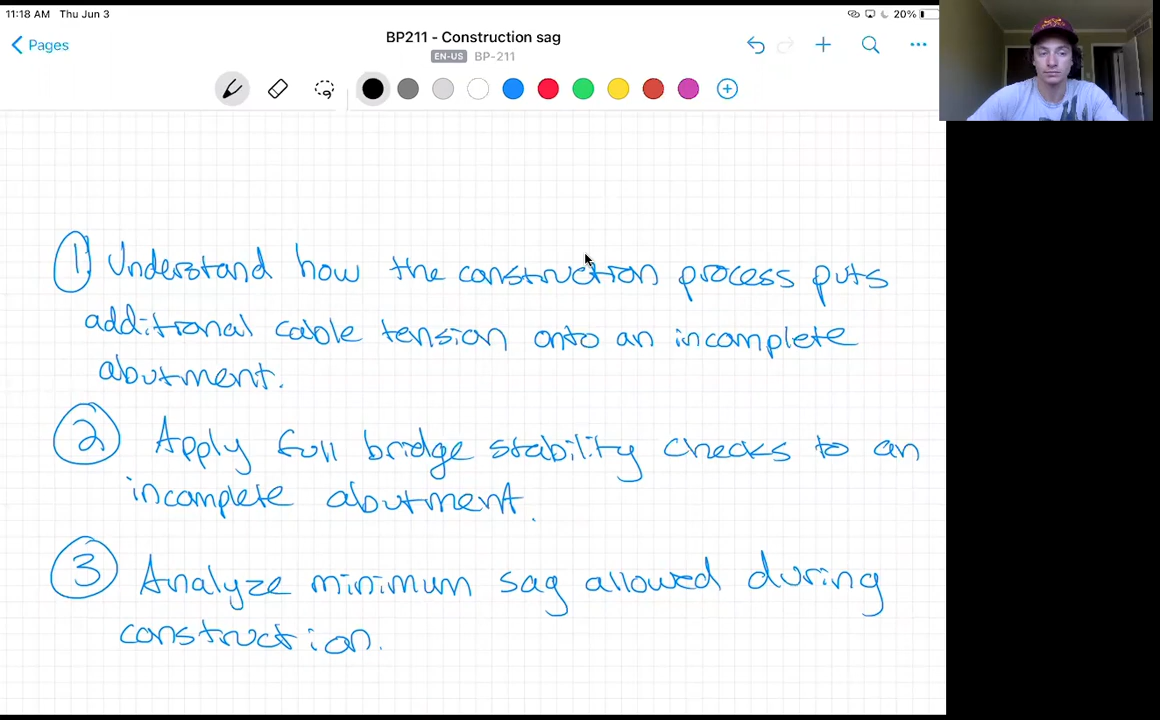 11:18 AM Thu Jun 3
20%
Pages
BP211 - Construction sag
EN-US BP-211
1 Understand how the construction process puts
additional cable tension onto an incomplete
abutment.
2 Apply full bridge stability checks to an
incomplete abutment.
3 Analyze minimum sag allowed during
construction.